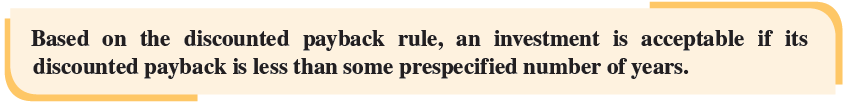 Based on the discounted payback rule, an investment is acceptable if its
discounted payback is less than some prespecified number of years.